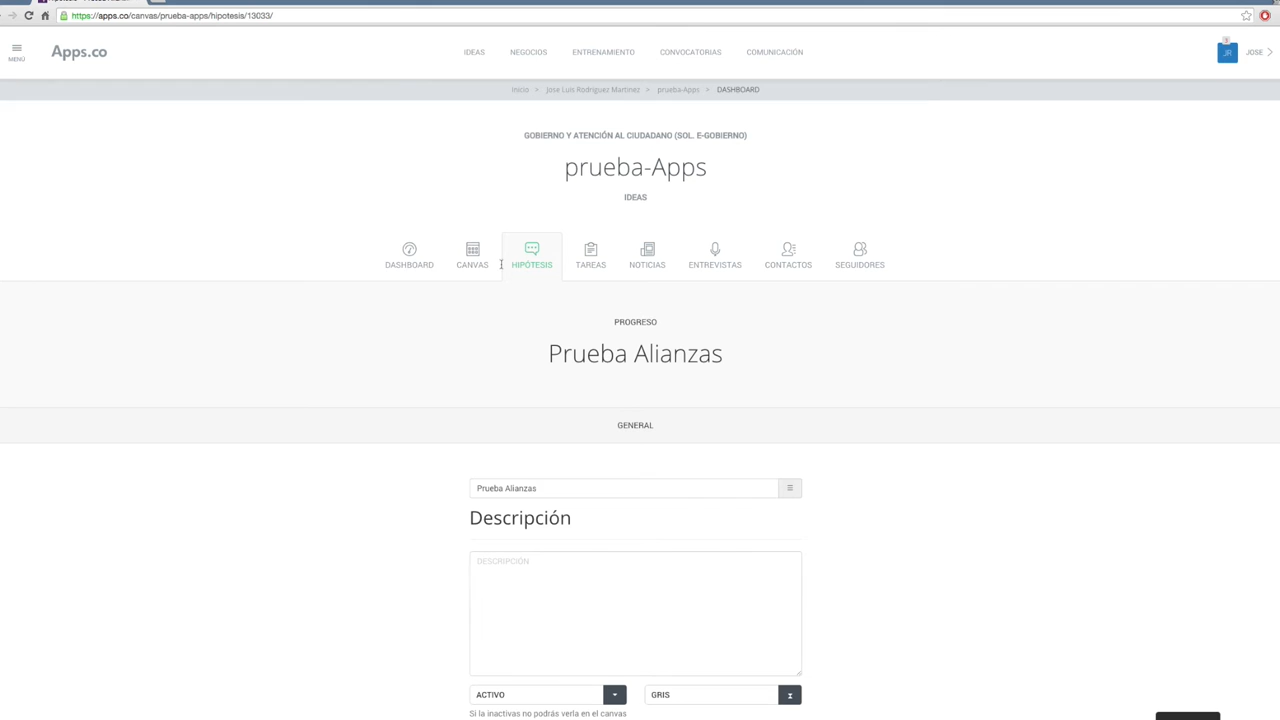 https://apps.co/canvas/prueba-apps/hipotesis/13033/
MENÚ
Apps.co
IDEAS NEGOCIOS ENTRENAMIENTO CONVOCATORIAS COMUNICACIÓN
JR JOSE
Inicio > Jose Luis Rodriguez Martinez > prueba-Apps > DASHBOARD
GOBIERNO Y ATENCIÓN AL CIUDADANO (SOL. E-GOBIERNO)
prueba-Apps
IDEAS
DASHBOARD CANVAS HIPÓTESIS TAREAS NOTICIAS ENTREVISTAS CONTACTOS SEGUIDORES
PROGRESO
Prueba Alianzas
GENERAL
Prueba Alianzas
Descripción
DESCRIPCIÓN
ACTIVO GRIS
Si la inactivas no podrás verla en el canvas